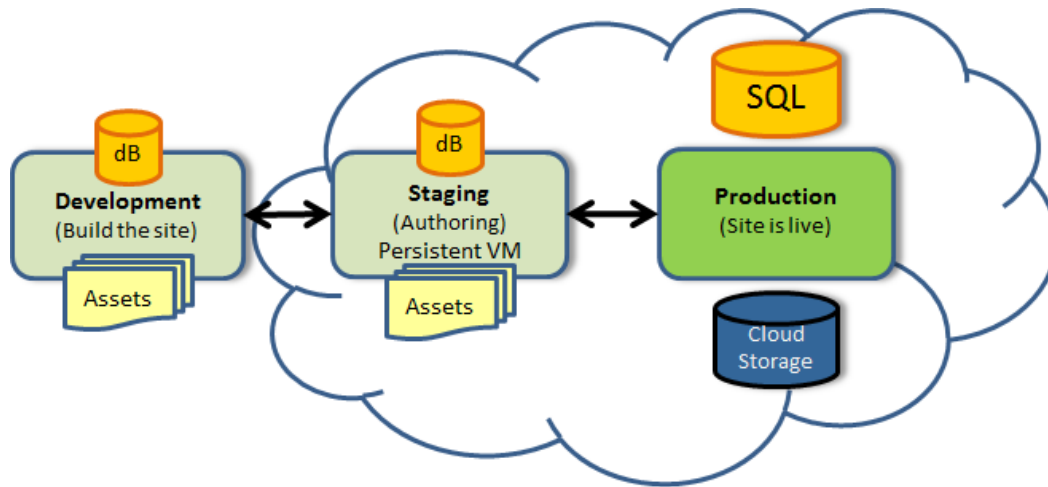 SQL
dB
dB
Development
(Build the site)
Staging
(Authoring)
Persistent VM
Production
(Site is live)
Assets
Assets
Cloud
Storage